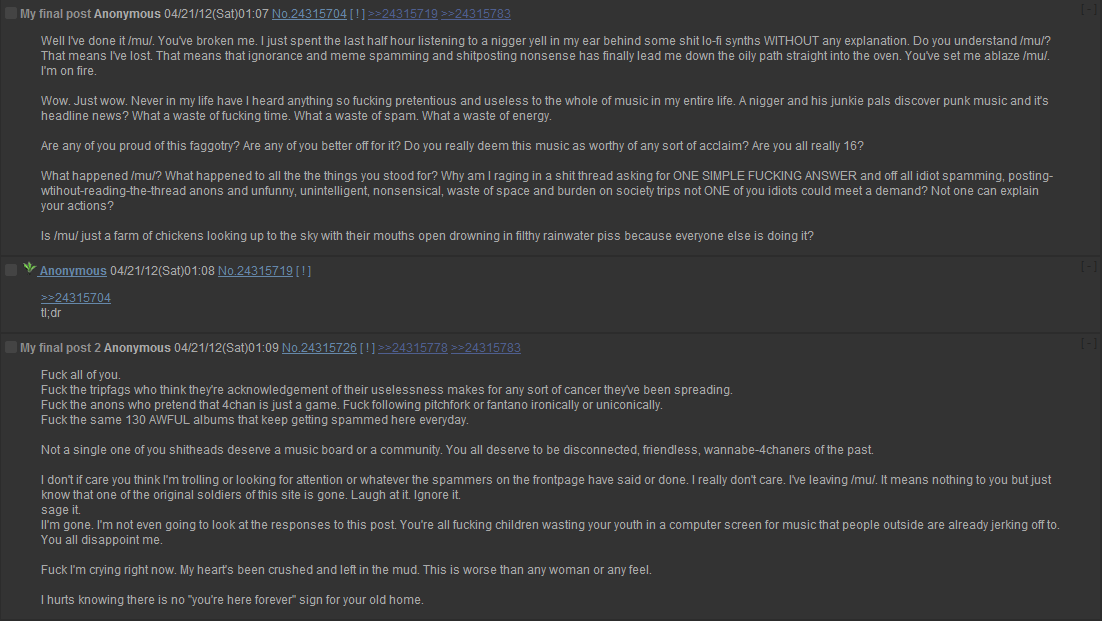 My final post Anonymous 04/21/12(Sat)01:07 No.24315704 [ ! ] >>24315719 >>24315783
[ - ]
Well I've done it /mu/. You've broken me. I just spent the last half hour listening to a nigger yell in my ear behind some shit lo-fi synths WITHOUT any explanation. Do you understand /mu/?
That means I've lost. That means that ignorance and meme spamming and shitposting nonsense has finally lead me down the oily path straight into the oven. You've set me ablaze /mu/.
I'm on fire.
Wow. Just wow. Never in my life have I heard anything so fucking pretentious and useless to the whole of music in my entire life. A nigger and his junkie pals discover punk music and it's
headline news? What a waste of fucking time. What a waste of spam. What a waste of energy.
Are any of you proud of this faggotry? Are any of you better off for it? Do you really deem this music as worthy of any sort of acclaim? Are you all really 16?
What happened /mu/? What happened to all the the things you stood for? Why am I raging in a shit thread asking for ONE SIMPLE FUCKING ANSWER and off all idiot spamming, posting-
wtihout-reading-the-thread anons and unfunny, unintelligent, nonsensical, waste of space and burden on society trips not ONE of you idiots could meet a demand? Not one can explain
your actions?
Is /mu/ just a farm of chickens looking up to the sky with their mouths open drowning in filthy rainwater piss because everyone else is doing it?
Anonymous 04/21/12(Sat)01:08 No.24315719 [ ! ]
[ - ]
>>24315704
tl;dr
My final post 2 Anonymous 04/21/12(Sat)01:09 No.24315726 [ ! ] >>24315778 >>24315783
[ - ]
Fuck all of you.
Fuck the tripfags who think they're acknowledgement of their uselessness makes for any sort of cancer they've been spreading.
Fuck the anons who pretend that 4chan is just a game. Fuck following pitchfork or fantano ironically or uniconically.
Fuck the same 130 AWFUL albums that keep getting spammed here everyday.
Not a single one of you shitheads deserve a music board or a community. You all deserve to be disconnected, friendless, wannabe-4chaners of the past.
I don't if care you think I'm trolling or looking for attention or whatever the spammers on the frontpage have said or done. I really don't care. I've leaving /mu/. It means nothing to you but just
know that one of the original soldiers of this site is gone. Laugh at it. Ignore it.
sage it.
II'm gone. I'm not even going to look at the responses to this post. You're all fucking children wasting your youth in a computer screen for music that people outside are already jerking off to.
You all disappoint me.
Fuck I'm crying right now. My heart's been crushed and left in the mud. This is worse than any woman or any feel.
I hurts knowing there is no "you're here forever" sign for your old home.